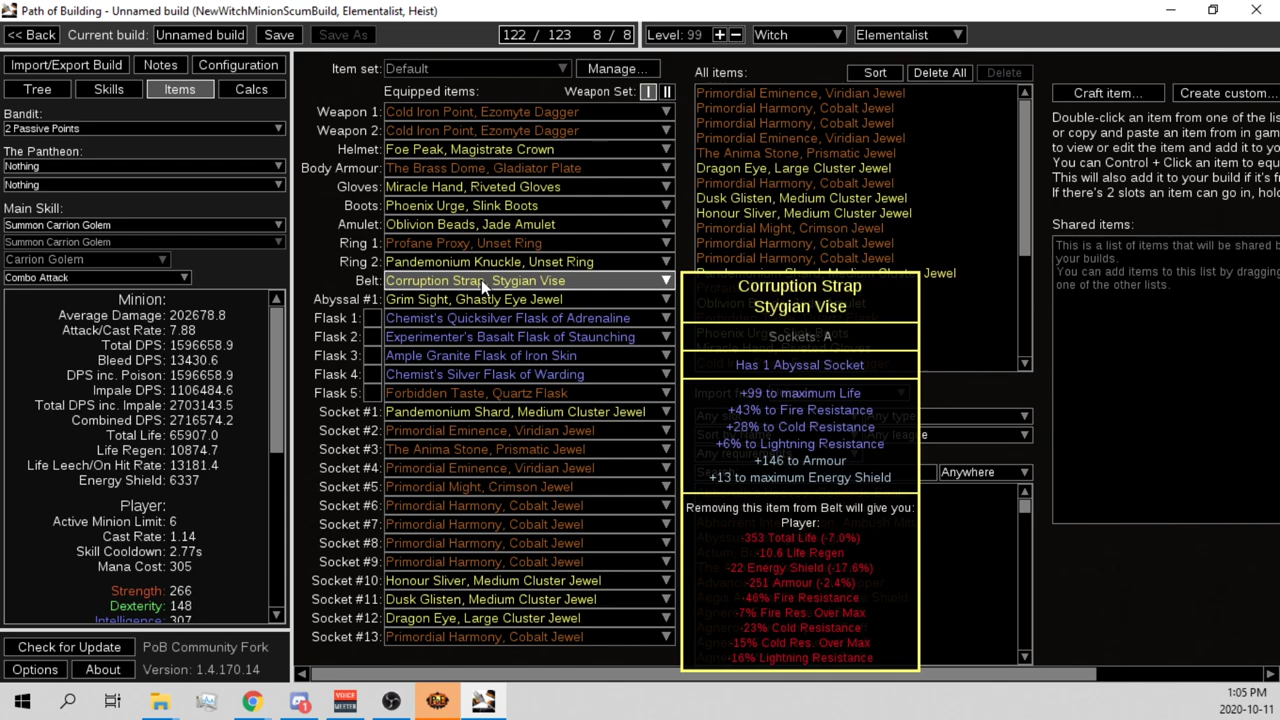 Path of Building - Unnamed build (NewWitchMinionScumBuild, Elementalist, Heist)
<< Back
Current build:
Unnamed build
Save
Save As
122 / 123 8 / 8
Level: 99
+
-
Witch
Elementalist
Import/Export Build
Notes
Configuration
Tree
Skills
Items
Calcs
Bandit:
2 Passive Points
The Pantheon:
Nothing
Nothing
Main Skill:
Summon Carrion Golem
Summon Carrion Golem
Carrion Golem
Combo Attack
Minion:
Average Damage: 202678.8
Attack/Cast Rate: 7.88
Total DPS: 1596658.9
Bleed DPS: 13430.6
DPS inc. Poison: 1596658.9
Impale DPS: 1106484.6
Total DPS inc. Impale: 2703143.5
Combined DPS: 2716574.2
Total Life: 65907.0
Life Regen: 10874.7
Life Leech/On Hit Rate: 13181.4
Energy Shield: 6337
Player:
Active Minion Limit: 6
Cast Rate: 1.14
Skill Cooldown: 2.77s
Mana Cost: 305
Strength: 266
Dexterity: 148
Intelligence: 307
Check for Update
PoB Community Fork
Options
About
Version: 1.4.170.14
Item set:
Default
Manage...
Equipped items:
Weapon Set:
I
II
Weapon 1: Cold Iron Point, Ezomyte Dagger
Weapon 2: Cold Iron Point, Ezomyte Dagger
Helmet: Foe Peak, Magistrate Crown
Body Armour: The Brass Dome, Gladiator Plate
Gloves: Miracle Hand, Riveted Gloves
Boots: Phoenix Urge, Slink Boots
Amulet: Oblivion Beads, Jade Amulet
Ring 1: Profane Proxy, Unset Ring
Ring 2: Pandemonium Knuckle, Unset Ring
Belt: Corruption Strap, Stygian Vise
Abyssal #1: Grim Sight, Ghastly Eye Jewel
Flask 1: Chemist's Quicksilver Flask of Adrenaline
Flask 2: Experimenter's Basalt Flask of Staunching
Flask 3: Ample Granite Flask of Iron Skin
Flask 4: Chemist's Silver Flask of Warding
Flask 5: Forbidden Taste, Quartz Flask
Socket #1: Pandemonium Shard, Medium Cluster Jewel
Socket #2: Primordial Eminence, Viridian Jewel
Socket #3: The Anima Stone, Prismatic Jewel
Socket #4: Primordial Eminence, Viridian Jewel
Socket #5: Primordial Might, Crimson Jewel
Socket #6: Primordial Harmony, Cobalt Jewel
Socket #7: Primordial Harmony, Cobalt Jewel
Socket #8: Primordial Harmony, Cobalt Jewel
Socket #9: Primordial Harmony, Cobalt Jewel
Socket #10: Honour Sliver, Medium Cluster Jewel
Socket #11: Dusk Glisten, Medium Cluster Jewel
Socket #12: Dragon Eye, Large Cluster Jewel
Socket #13: Primordial Harmony, Cobalt Jewel
All items:
Sort
Delete All
Delete
Primordial Eminence, Viridian Jewel
Primordial Harmony, Cobalt Jewel
Primordial Harmony, Cobalt Jewel
Primordial Eminence, Viridian Jewel
The Anima Stone, Prismatic Jewel
Dragon Eye, Large Cluster Jewel
Primordial Harmony, Cobalt Jewel
Dusk Glisten, Medium Cluster Jewel
Honour Sliver, Medium Cluster Jewel
Primordial Might, Crimson Jewel
Primordial Harmony, Cobalt Jewel
Primordial Harmony, Cobalt Jewel
Pandemonium Shard, Medium Cluster Jewel
Corruption Strap
Stygian Vise
Sockets: A
Has 1 Abyssal Socket
+99 to maximum Life
+43% to Fire Resistance
+28% to Cold Resistance
+6% to Lightning Resistance
+146 to Armour
+13 to maximum Energy Shield
Removing this item from Belt will give you:
Player:
-353 Total Life (-7.0%)
-10.6 Life Regen
-22 Energy Shield (-17.6%)
-251 Armour (-2.4%)
-46% Fire Resistance
-7% Fire Res. Over Max
-23% Cold Resistance
-15% Cold Res. Over Max
-16% Lightning Resistance
Anywhere
Craft item...
Create custom...
Double-click an item from one of the lis
or copy and paste an item from in game
to view or edit the item and add it to yo
You can Control + Click an item to equi
This will also add it to your build if it's fr
If there's 2 slots an item can go in, hold
Shared items:
This is a list of items that will be shared b
your builds.
You can add items to this list by dragging
one of the other lists.
1:05 PM
2020-10-11